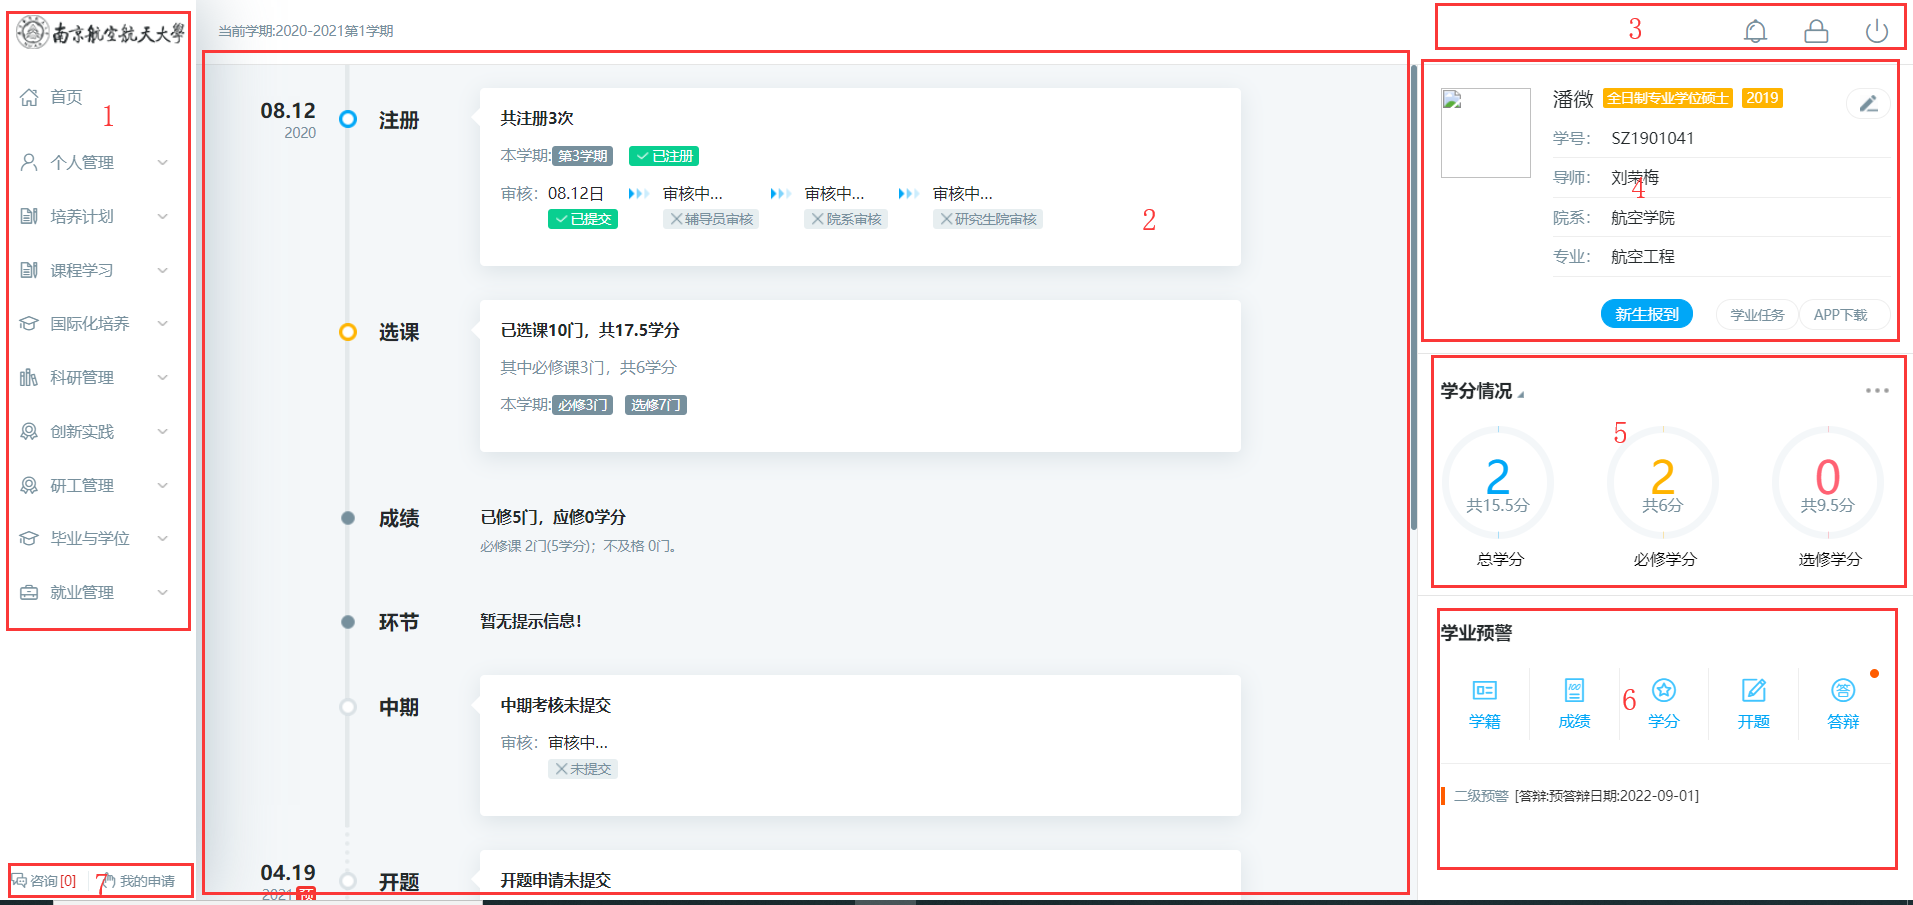 南京航空航天大學
1
首页
个人管理
培养计划
课程学习
国际化培养
科研管理
创新实践
研工管理
毕业与学位
就业管理
咨询[0]
7
我的申请
当前学期:2020-2021第1学期
2
08.12
2020
注册
共注册3次
本学期:第3学期 已注册
审核: 08.12日 审核中... 审核中... 审核中...
已提交 辅导员审核 院系审核 研究生院审核
选课
已选课10门，共17.5学分
其中必修课3门，共6学分
本学期:必修3门 选修7门
成绩
已修5门，应修0学分
必修课 2门(5学分)；不及格 0门。
环节
暂无提示信息！
中期
中期考核未提交
审核: 审核中...
未提交
04.19
2021 预
开题
开题申请未提交
3
潘微 全日制专业学位硕士 2019
学号: SZ1901041
导师: 刘荣梅
4
院系: 航空学院
专业: 航空工程
新生报到 学业任务 APP下载
学分情况
5
2 2 0
共15.5分 共6分 共9.5分
总学分 必修学分 选修学分
学业预警
6
100 答
学籍 成绩 学分 开题 答辩
二级预警 [答辩:预答辩日期:2022-09-01]